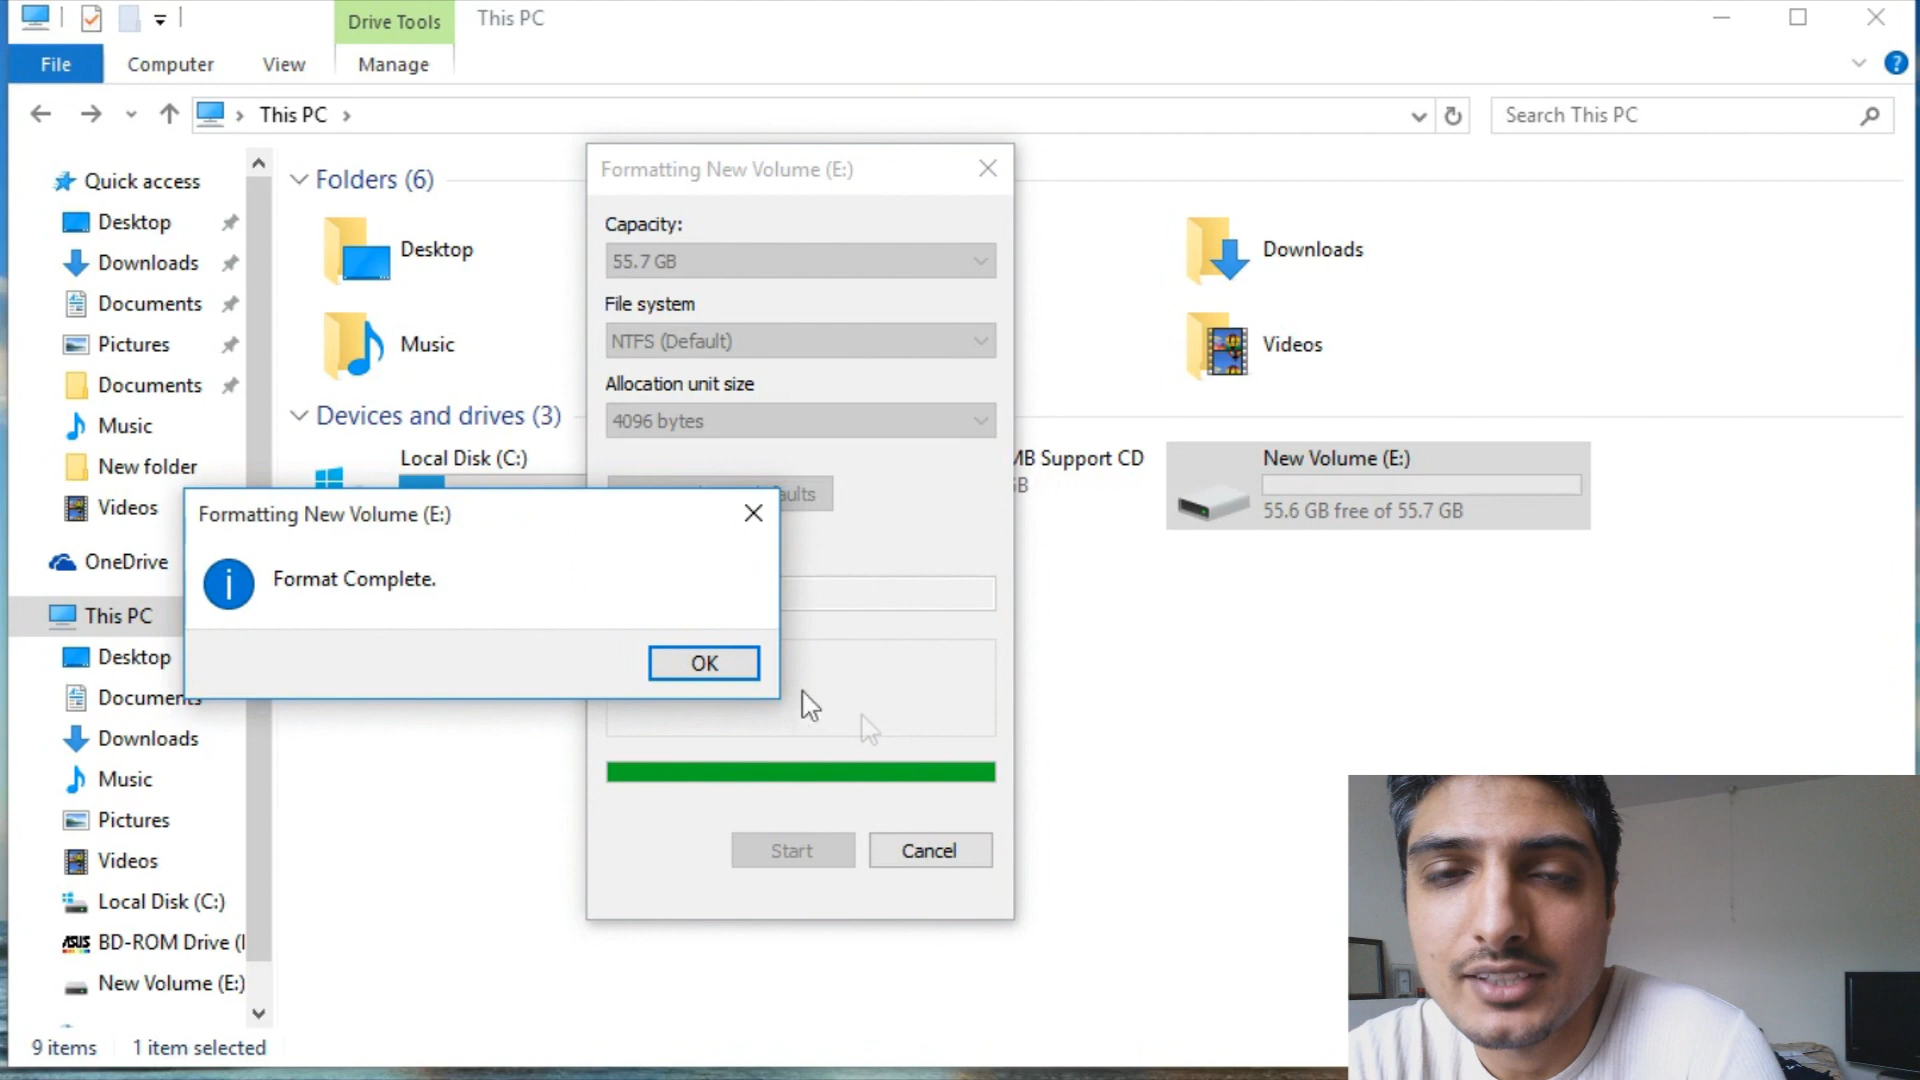 Drive Tools
This PC
File
Computer
View
Manage
This PC
Search This PC
Quick access
Desktop
Downloads
Documents
Pictures
Documents
Music
New folder
Videos
OneDrive
This PC
Desktop
Documents
Downloads
Music
Pictures
Videos
Local Disk (C:)
ASUS BD-ROM Drive (
New Volume (E:)
Folders (6)
Desktop
Music
Downloads
Videos
Devices and drives (3)
Local Disk (C:)
MB Support CD
GB
New Volume (E:)
55.6 GB free of 55.7 GB
Formatting New Volume (E:)
Capacity:
55.7 GB
File system
NTFS (Default)
Allocation unit size
4096 bytes
aults
Start
Cancel
Formatting New Volume (E:)
Format Complete.
OK
9 items
1 item selected